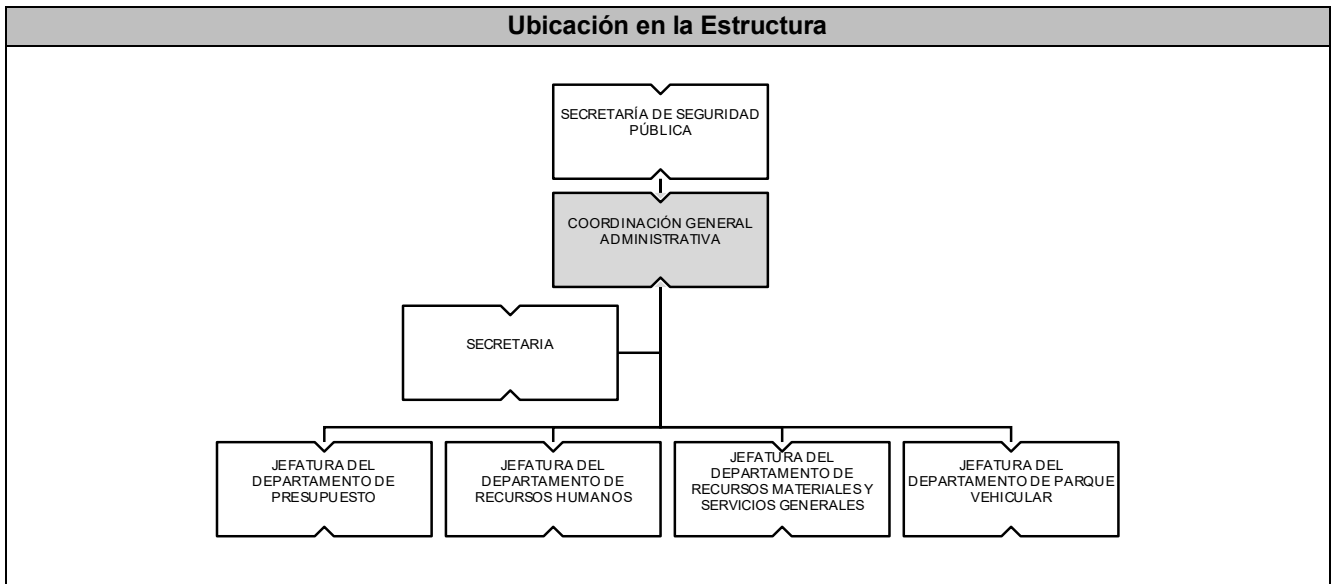 Ubicación en la Estructura
SECRETARÍA DE SEGURIDAD
PÚBLICA
COORDINACIÓN GENERAL
ADMINISTRATIVA
SECRETARIA
JEFATURA DEL
DEPARTAMENTO DE
PRESUPUESTO
JEFATURA DEL
DEPARTAMENTO DE
RECURSOS HUMANOS
JEFATURA DEL
DEPARTAMENTO DE
RECURSOS MATERIALES Y
SERVICIOS GENERALES
JEFATURA DEL
DEPARTAMENTO DE PARQUE
VEHICULAR